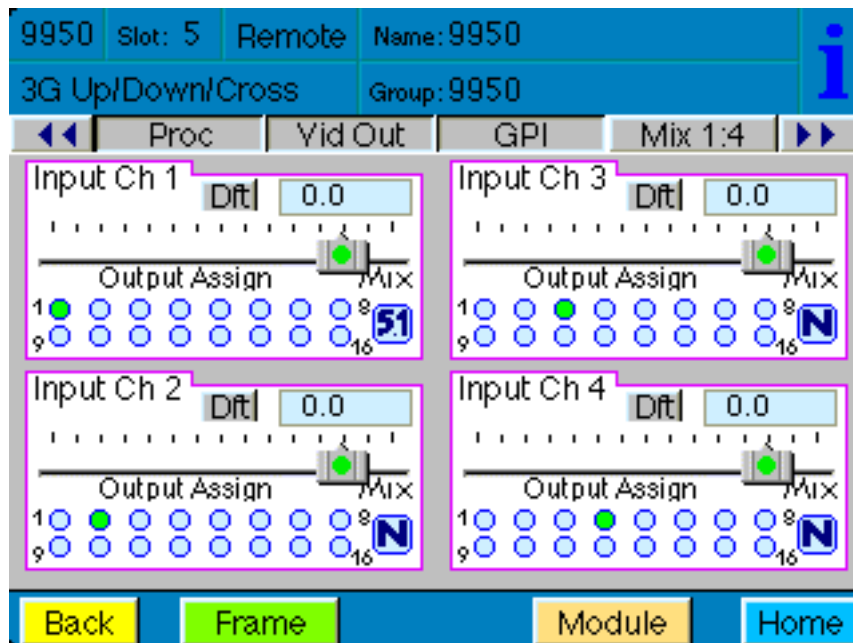 9950 Slot: 5 Remote Name: 9950
3G Up/Down/Cross Group: 9950
i
Proc Vid Out GPI Mix 1:4
Input Ch 1 Dft 0.0
Output Assign Mix
1 8
9 16
5.1
Input Ch 3 Dft 0.0
Output Assign Mix
1 8
9 16
N
Input Ch 2 Dft 0.0
Output Assign Mix
1 8
9 16
N
Input Ch 4 Dft 0.0
Output Assign Mix
1 8
9 16
N
Back Frame Module Home